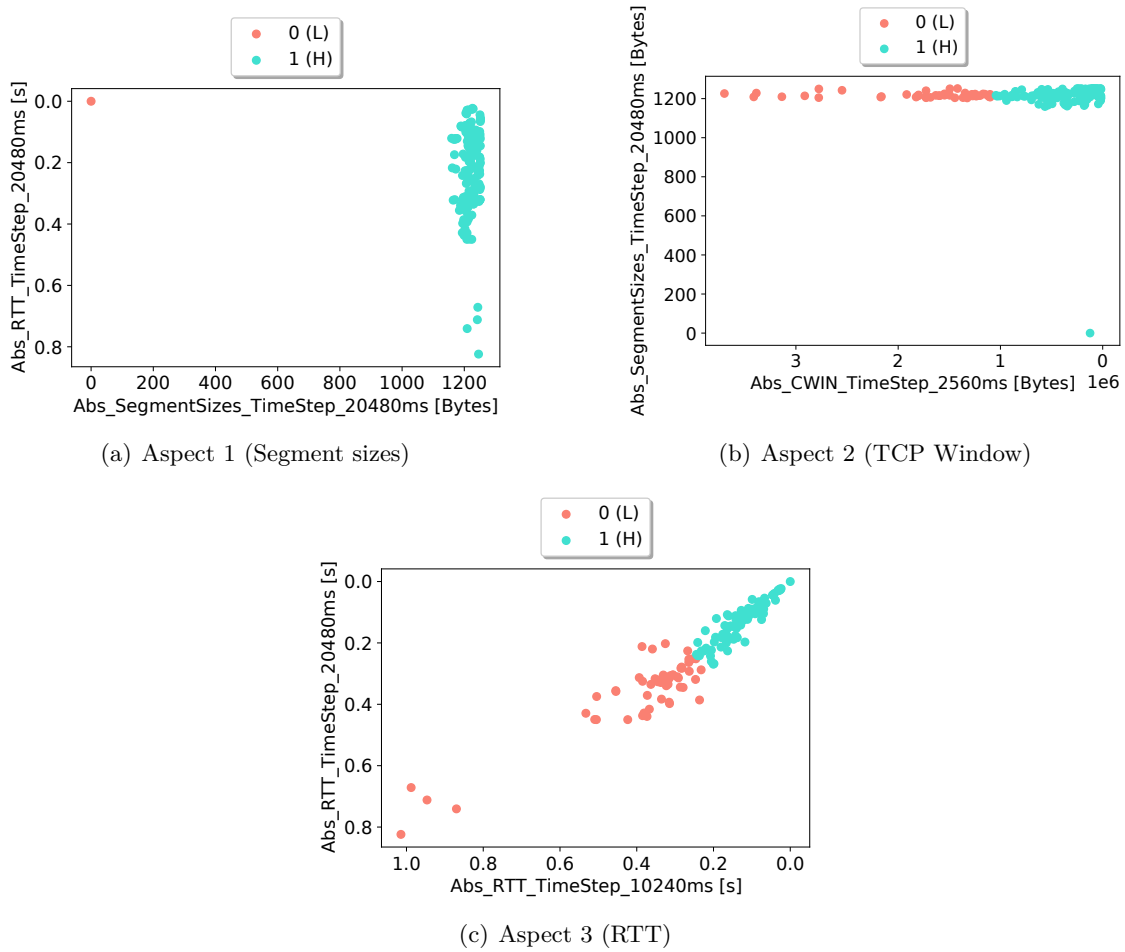 0 (L)
1 (H)
Abs_RTT_TimeStep_20480ms [s]
0.0
0.2
0.4
0.6
0.8
0 200 400 600 800 1000 1200
Abs_SegmentSizes_TimeStep_20480ms [Bytes]
(a) Aspect 1 (Segment sizes)
0 (L)
1 (H)
Abs_SegmentSizes_TimeStep_20480ms [Bytes]
1200
1000
800
600
400
200
0
3 2 1 0
Abs_CWIN_TimeStep_2560ms [Bytes] 1e6
(b) Aspect 2 (TCP Window)
0 (L)
1 (H)
Abs_RTT_TimeStep_20480ms [s]
0.0
0.2
0.4
0.6
0.8
1.0 0.8 0.6 0.4 0.2 0.0
Abs_RTT_TimeStep_10240ms [s]
(c) Aspect 3 (RTT)